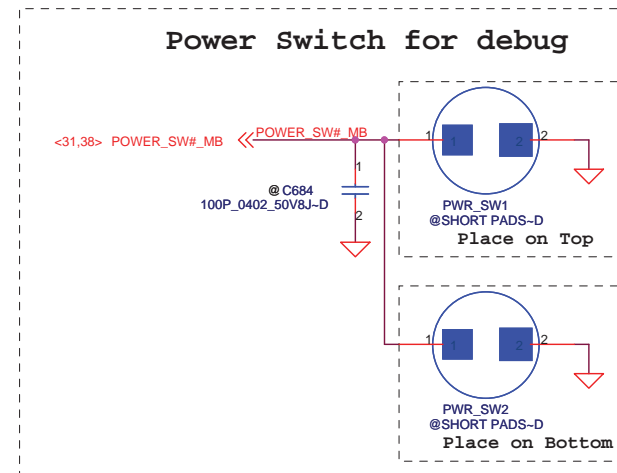 Power Switch for debug
<31,38> POWER_SW#_MB
POWER_SW#_MB
1 1 2 2
1
@ C684
100P_0402_50V8J~D
2
PWR_SW1
@SHORT PADS~D
Place on Top
1 1 2 2
PWR_SW2
@SHORT PADS~D
Place on Bottom